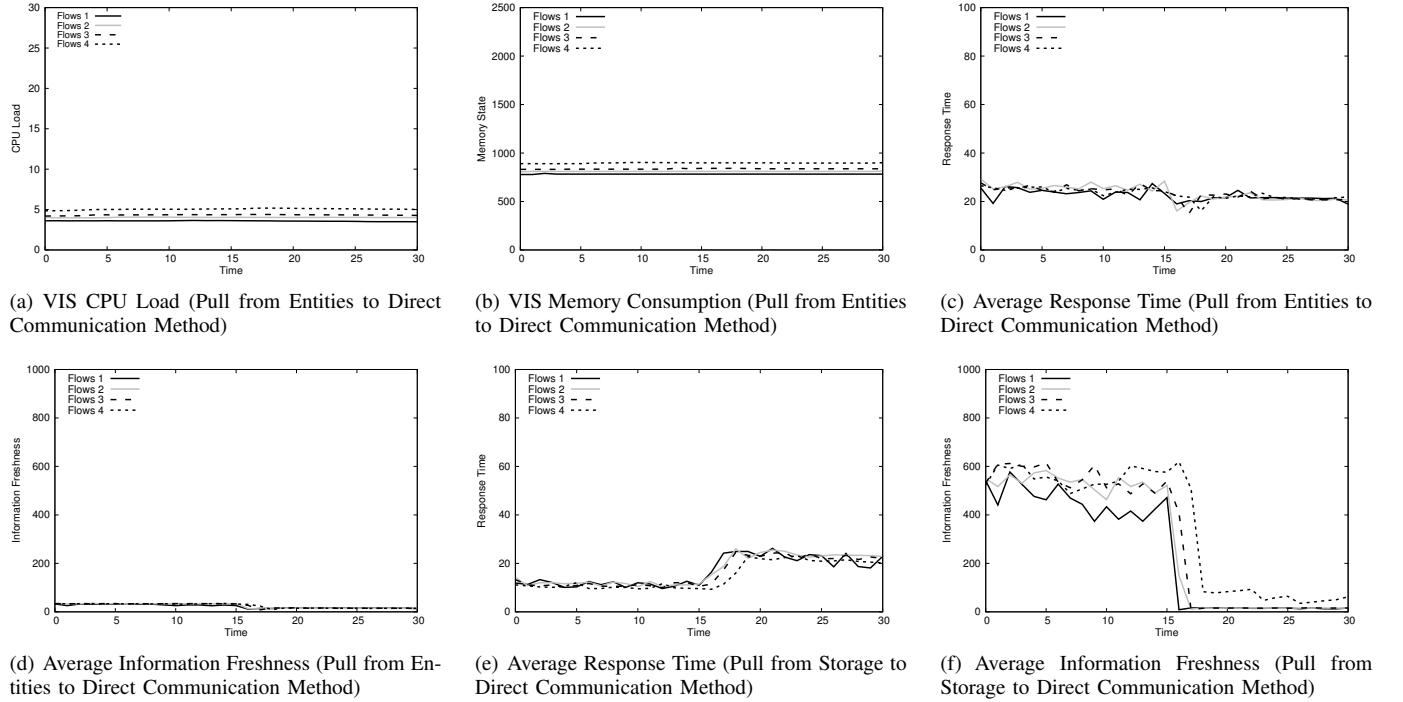 30
25
20
15
10
5
0
CPU Load
Flows 1
Flows 2
Flows 3
Flows 4
0 5 10 15 20 25 30
Time
(a) VIS CPU Load (Pull from Entities to Direct
Communication Method)
2500
2000
1500
1000
500
0
Memory State
Flows 1
Flows 2
Flows 3
Flows 4
0 5 10 15 20 25 30
Time
(b) VIS Memory Consumption (Pull from Entities
to Direct Communication Method)
100
80
60
40
20
0
Response Time
Flows 1
Flows 2
Flows 3
Flows 4
0 5 10 15 20 25 30
Time
(c) Average Response Time (Pull from Entities to
Direct Communication Method)
1000
800
600
400
200
0
Information Freshness
Flows 1
Flows 2
Flows 3
Flows 4
0 5 10 15 20 25 30
Time
(d) Average Information Freshness (Pull from En-
tities to Direct Communication Method)
100
80
60
40
20
0
Response Time
Flows 1
Flows 2
Flows 3
Flows 4
0 5 10 15 20 25 30
Time
(e) Average Response Time (Pull from Storage to
Direct Communication Method)
1000
800
600
400
200
0
Information Freshness
Flows 1
Flows 2
Flows 3
Flows 4
0 5 10 15 20 25 30
Time
(f) Average Information Freshness (Pull from
Storage to Direct Communication Method)